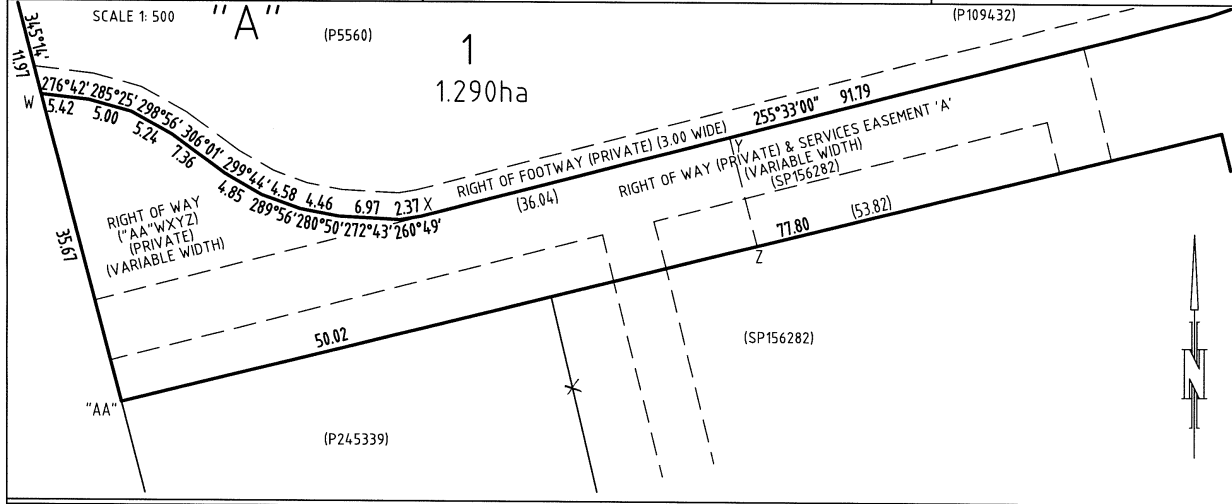 SCALE 1: 500
"A"
(P5560)
(P109432)
1
1.290ha
345°14'
11.97
W
276°42' 285°25' 298°56' 306°01' 299°44' 4.58 4.46 6.97 2.37 X
5.42 5.00 5.24 7.36 4.85 289°56' 280°50' 272°43' 260°49'
RIGHT OF FOOTWAY (PRIVATE) (3.00 WIDE)
255°33'00" 91.79
(36.04)
Y
RIGHT OF WAY (PRIVATE) & SERVICES EASEMENT 'A'
(VARIABLE WIDTH)
(SP156282)
RIGHT OF WAY
("AA"WXYZ)
(PRIVATE)
(VARIABLE WIDTH)
35.67
77.80
(53.82)
Z
50.02
(SP156282)
"AA"
(P245339)
N